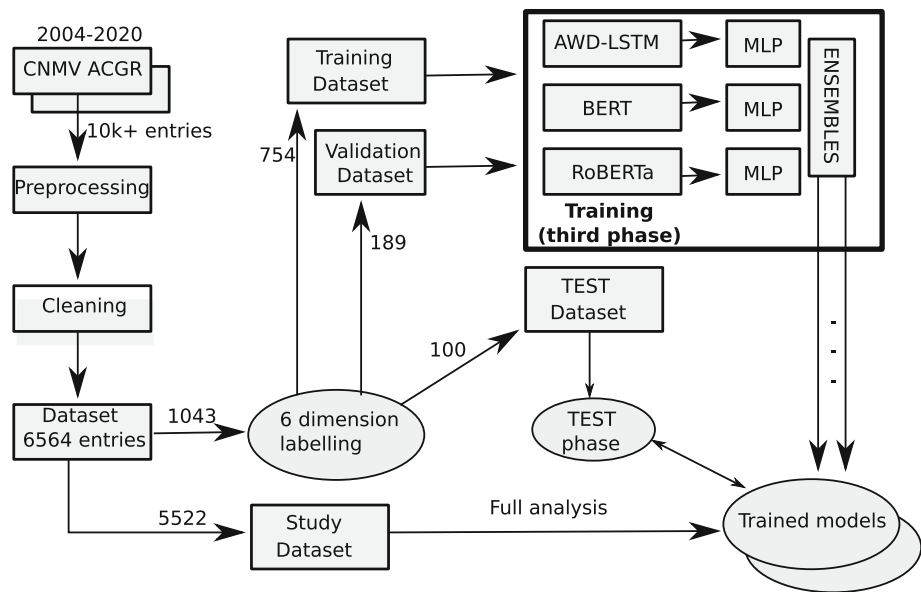 2004-2020
CNMV ACGR
10k+ entries
Preprocessing
Cleaning
Dataset
6564 entries
1043
5522
6 dimension
labelling
754
189
100
Training
Dataset
Validation
Dataset
AWD-LSTM
MLP
BERT
MLP
RoBERTa
MLP
ENSEMBLES
Training
(third phase)
TEST
Dataset
TEST
phase
Study
Dataset
Full analysis
Trained models